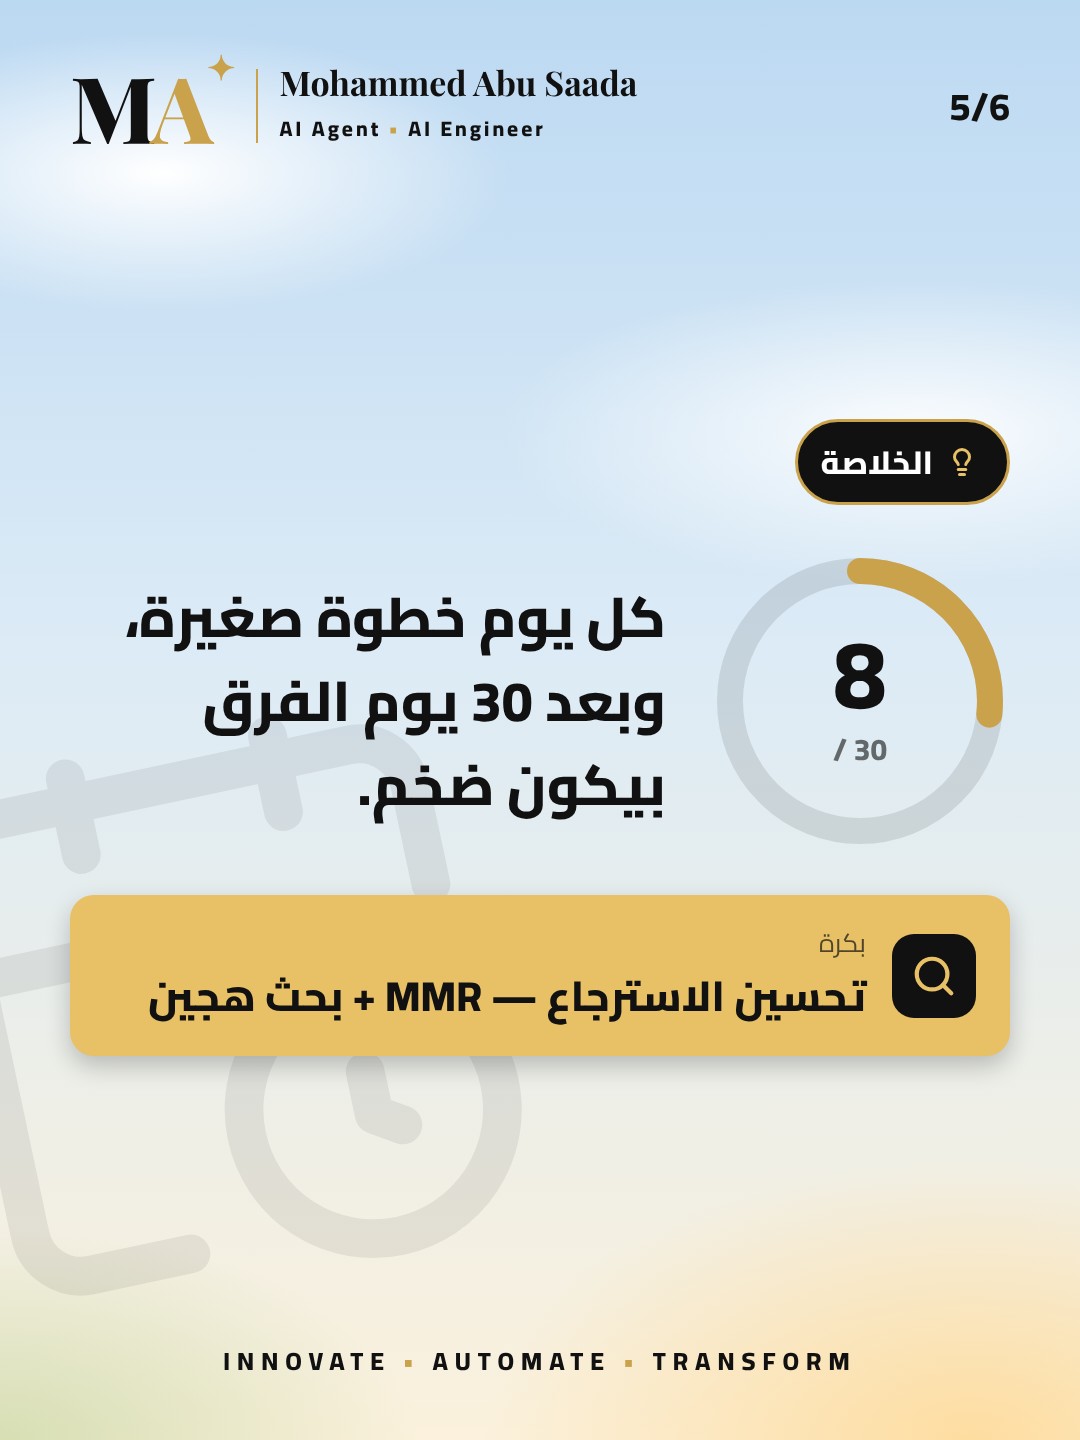 MA
Mohammed Abu Saada
AI Agent ▪ AI Engineer
5/6
الخلاصة
8
/ 30
كل يوم خطوة صغيرة،
وبعد 30 يوم الفرق
بيكون ضخم.
بكرة
تحسين الاسترجاع — MMR + بحث هجين
INNOVATE ▪ AUTOMATE ▪ TRANSFORM